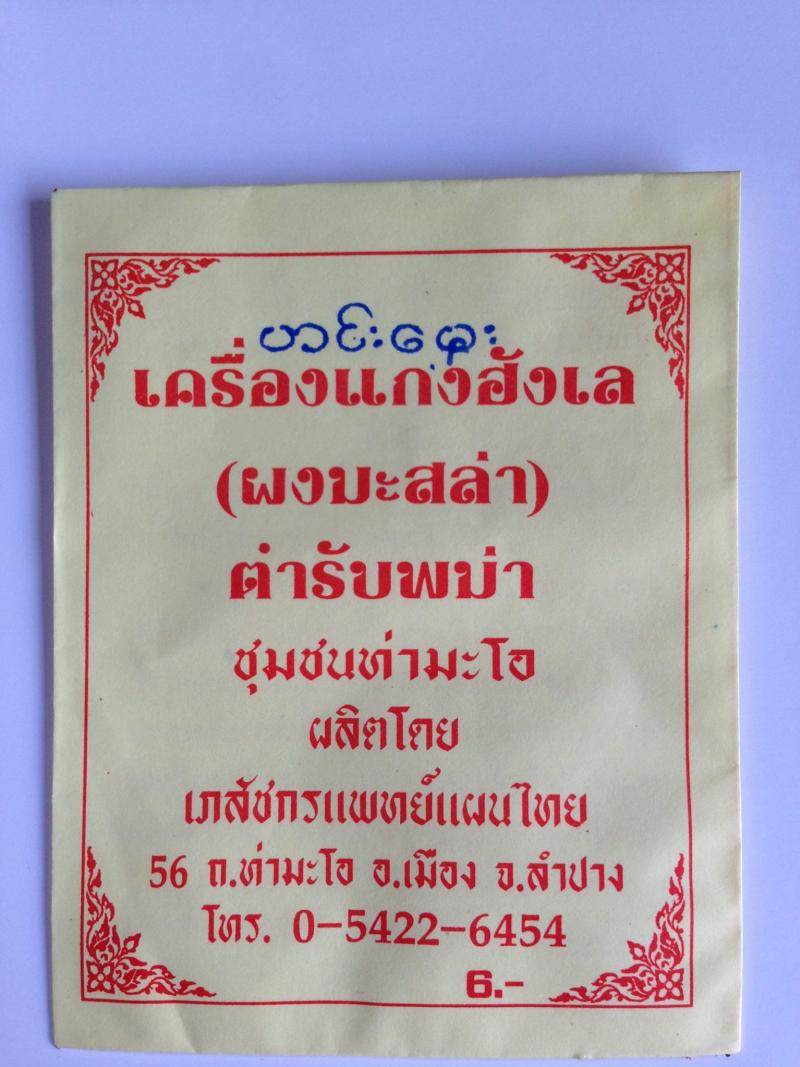 เครื่องแกงฮังเล
(ผงมะสล่า)
ตำรับพม่า
ชุมชนท่ามะโอ
ผลิตโดย
เภสัชกรแพทย์แผนไทย
56 ถ.ท่ามะโอ อ.เมือง จ.ลำปาง
โทร. 0-5422-6454
6.-